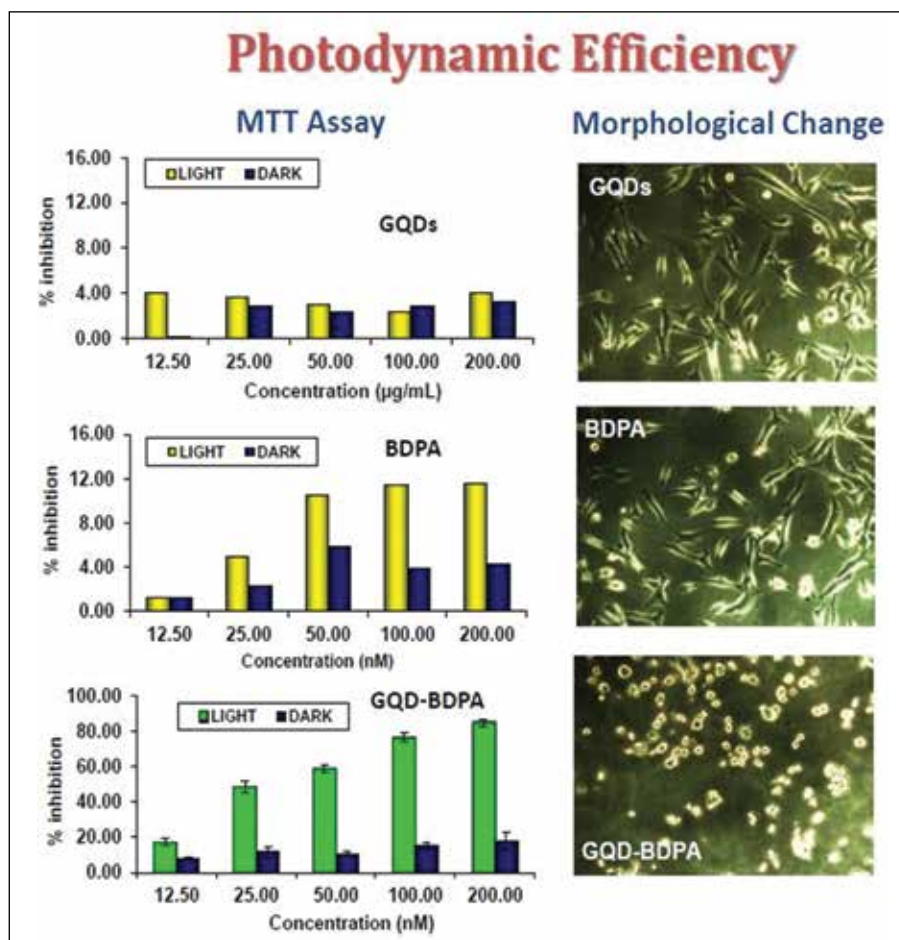 Photodynamic Efficiency
MTT Assay
Morphological Change
16.00
12.00
8.00
4.00
0.00
% inhibition
LIGHT DARK
GQDs
12.50 25.00 50.00 100.00 200.00
Concentration (µg/mL)
GQDs
16.00
12.00
8.00
4.00
0.00
% inhibition
LIGHT DARK
BDPA
12.50 25.00 50.00 100.00 200.00
Concentration (nM)
BDPA
100.00
80.00
60.00
40.00
20.00
0.00
% inhibition
LIGHT DARK
GQD-BDPA
12.50 25.00 50.00 100.00 200.00
Concentration (nM)
GQD-BDPA